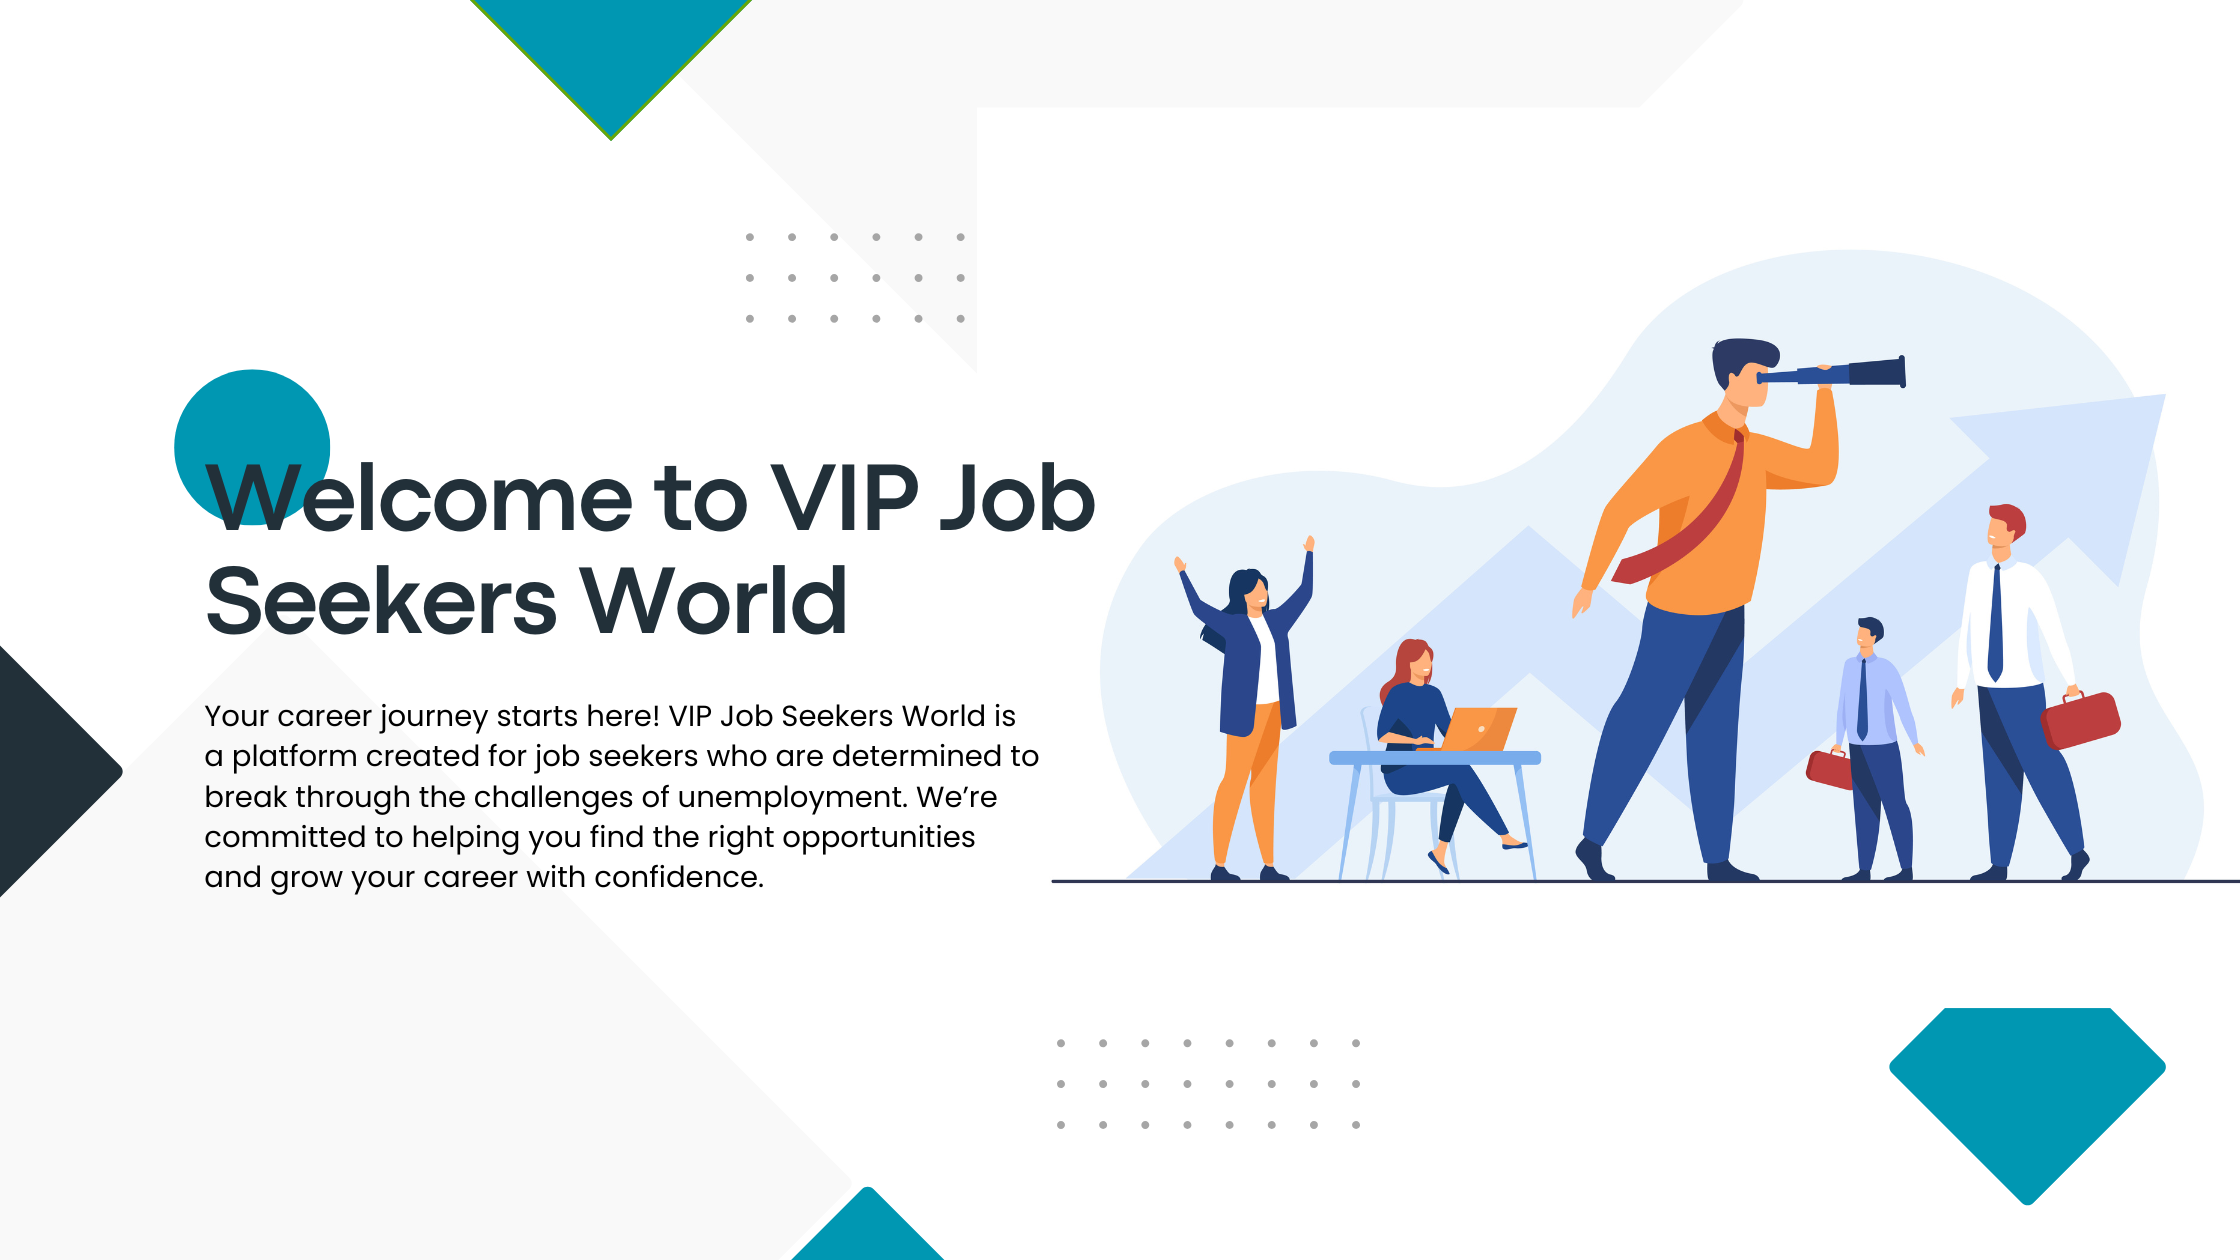 Welcome to VIP Job
Seekers World
Your career journey starts here! VIP Job Seekers World is
a platform created for job seekers who are determined to
break through the challenges of unemployment. We’re
committed to helping you find the right opportunities
and grow your career with confidence.